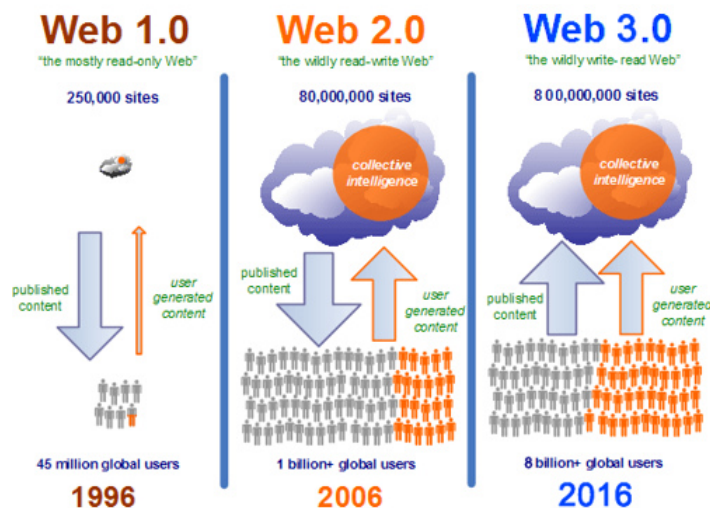 Web 1.0
"the mostly read-only Web"
250,000 sites
published
content
user
generated
content
45 million global users
1996
Web 2.0
"the wildly read-write Web"
80,000,000 sites
collective
intelligence
published
content
user
generated
content
1 billion+ global users
2006
Web 3.0
"the wildly write- read Web"
800,000,000 sites
collective
intelligence
published
content
user
generated
content
8 billion+ global users
2016